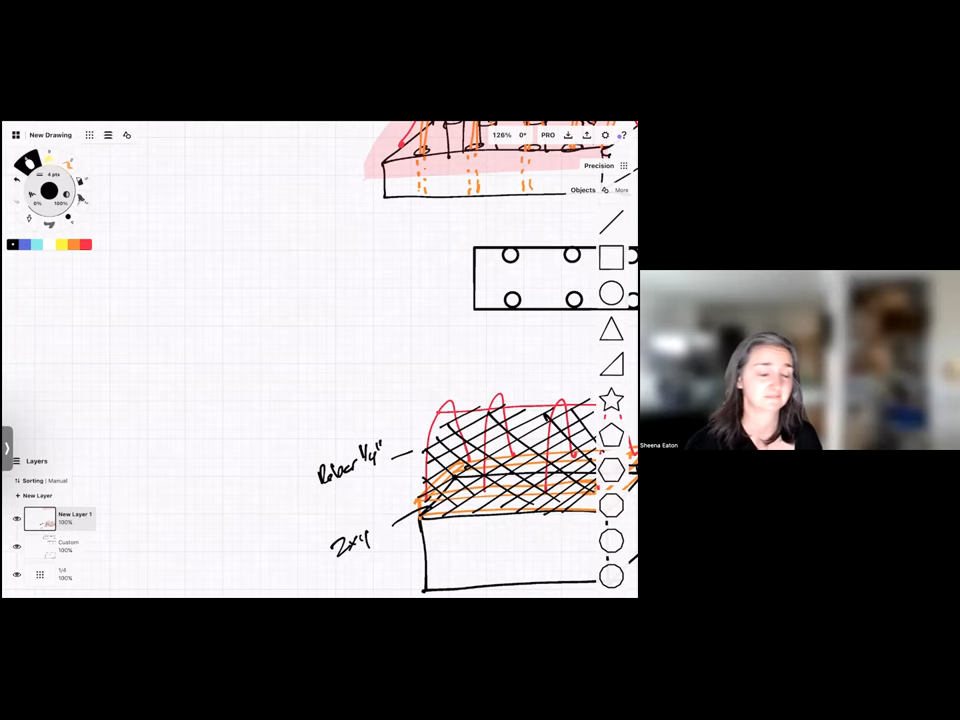 New Drawing
126% 0° PRO ?
Precision
Objects More
4 pts
0% 100%
Rebar 1/4"
2x4
Layers
Sorting | Manual
+ New Layer
New Layer 1
100%
Custom
100%
1/4
100%
Sheena Eaton